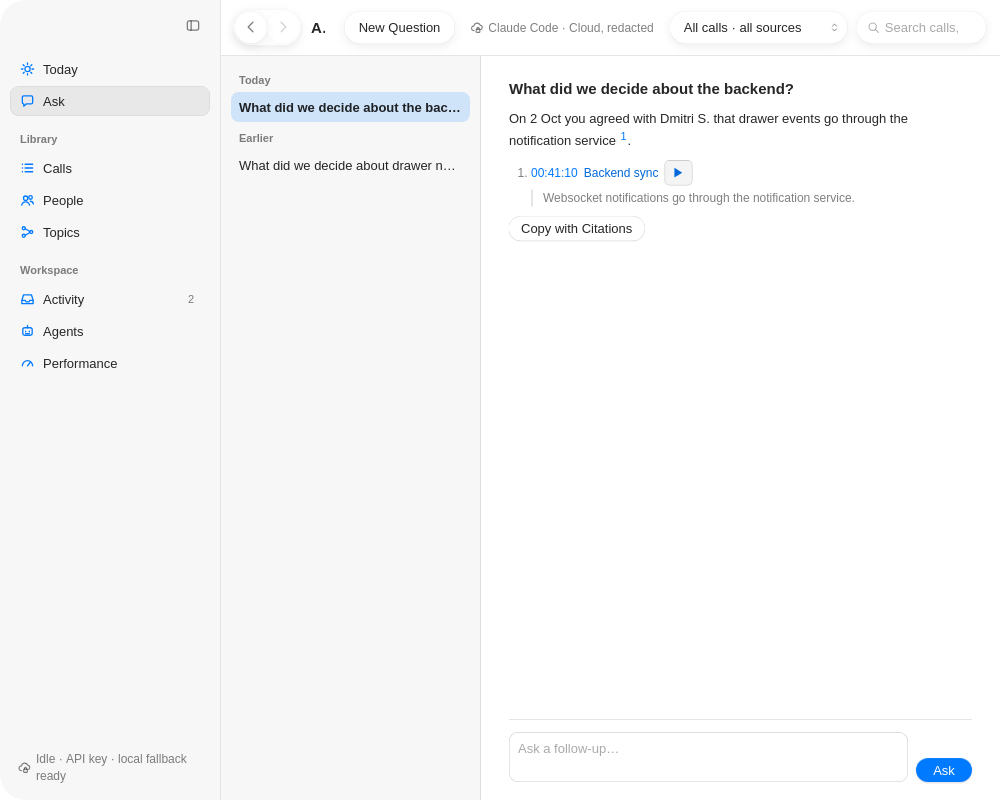 Today
Ask
Library
Calls
People
Topics
Workspace
Activity 2
Agents
Performance
Idle · API key · local fallback
ready
A.
New Question
Claude Code · Cloud, redacted
All calls · all sources
Search calls,
Today
What did we decide about the bac…
Earlier
What did we decide about drawer n…
What did we decide about the backend?
On 2 Oct you agreed with Dmitri S. that drawer events go through the
notification service 1.
1. 00:41:10 Backend sync
Websocket notifications go through the notification service.
Copy with Citations
Ask a follow-up…
Ask